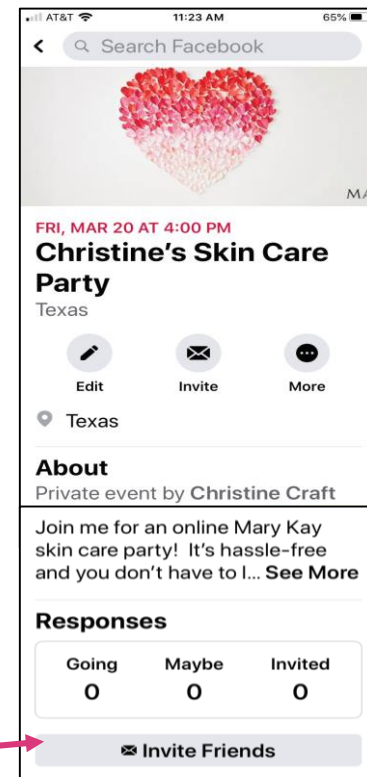 AT&T 11:23 AM 65%
Search Facebook
FRI, MAR 20 AT 4:00 PM
Christine's Skin Care
Party
Texas
Edit Invite More
Texas
About
Private event by Christine Craft
Join me for an online Mary Kay
skin care party! It's hassle-free
and you don't have to l... See More
Responses
Going Maybe Invited
0 0 0
Invite Friends